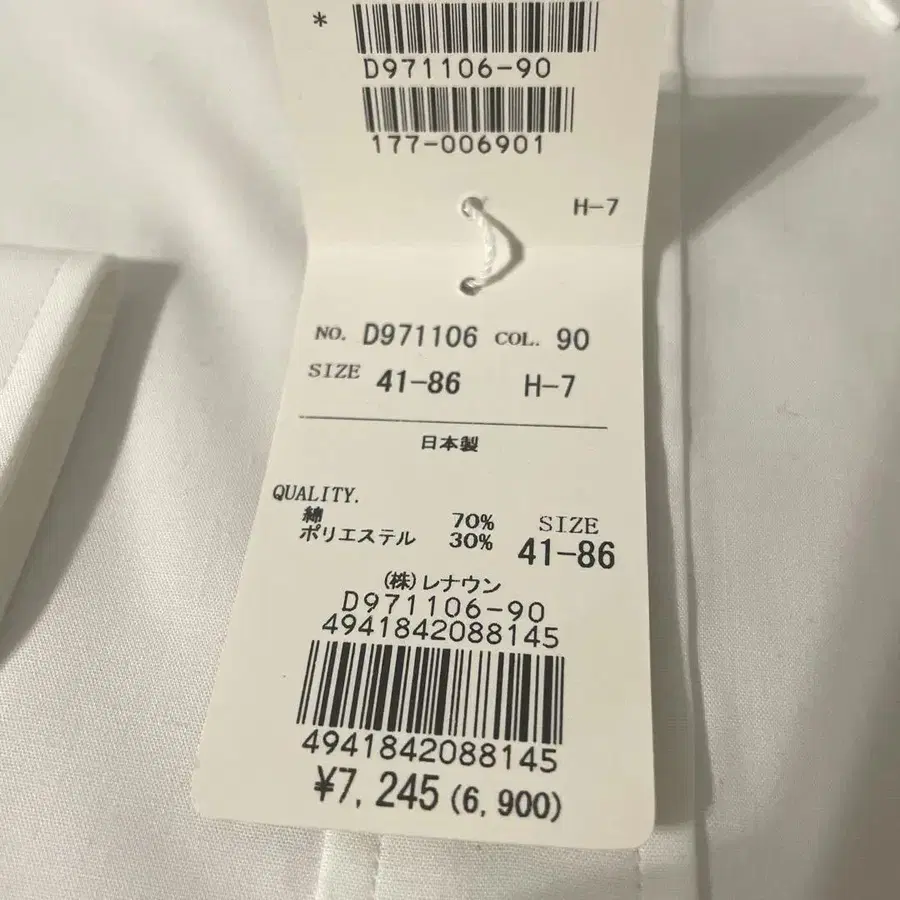 *
D971106-90
177-006901
H-7
NO. D971106 COL. 90
SIZE 41-86 H-7
日本製
QUALITY.
綿 70% SIZE
ポリエステル 30% 41-86
(株)レナウン
D971106-90
4941842088145
4941842088145
¥7,245 (6,900)